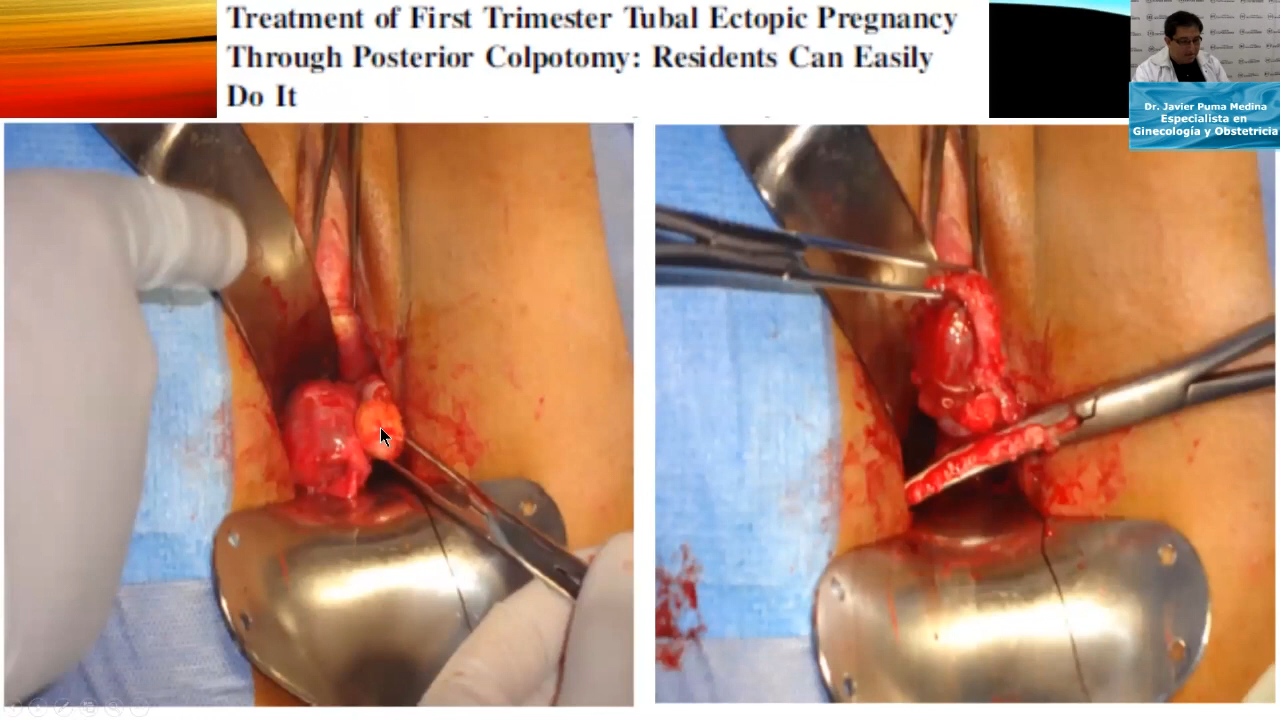 Treatment of First Trimester Tubal Ectopic Pregnancy
Through Posterior Colpotomy: Residents Can Easily
Do It
Dr. Javier Puma Medina
Especialista en
Ginecología y Obstetricia